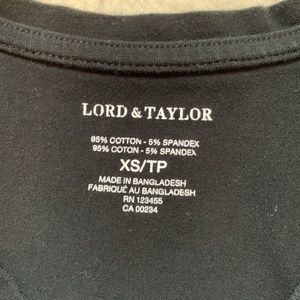 LORD & TAYLOR
95% COTTON - 5% SPANDEX
95% COTON - 5% SPANDEX
XS/TP
MADE IN BANGLADESH
FABRIQUÉ AU BANGLADESH
RN 123455
CA 00234